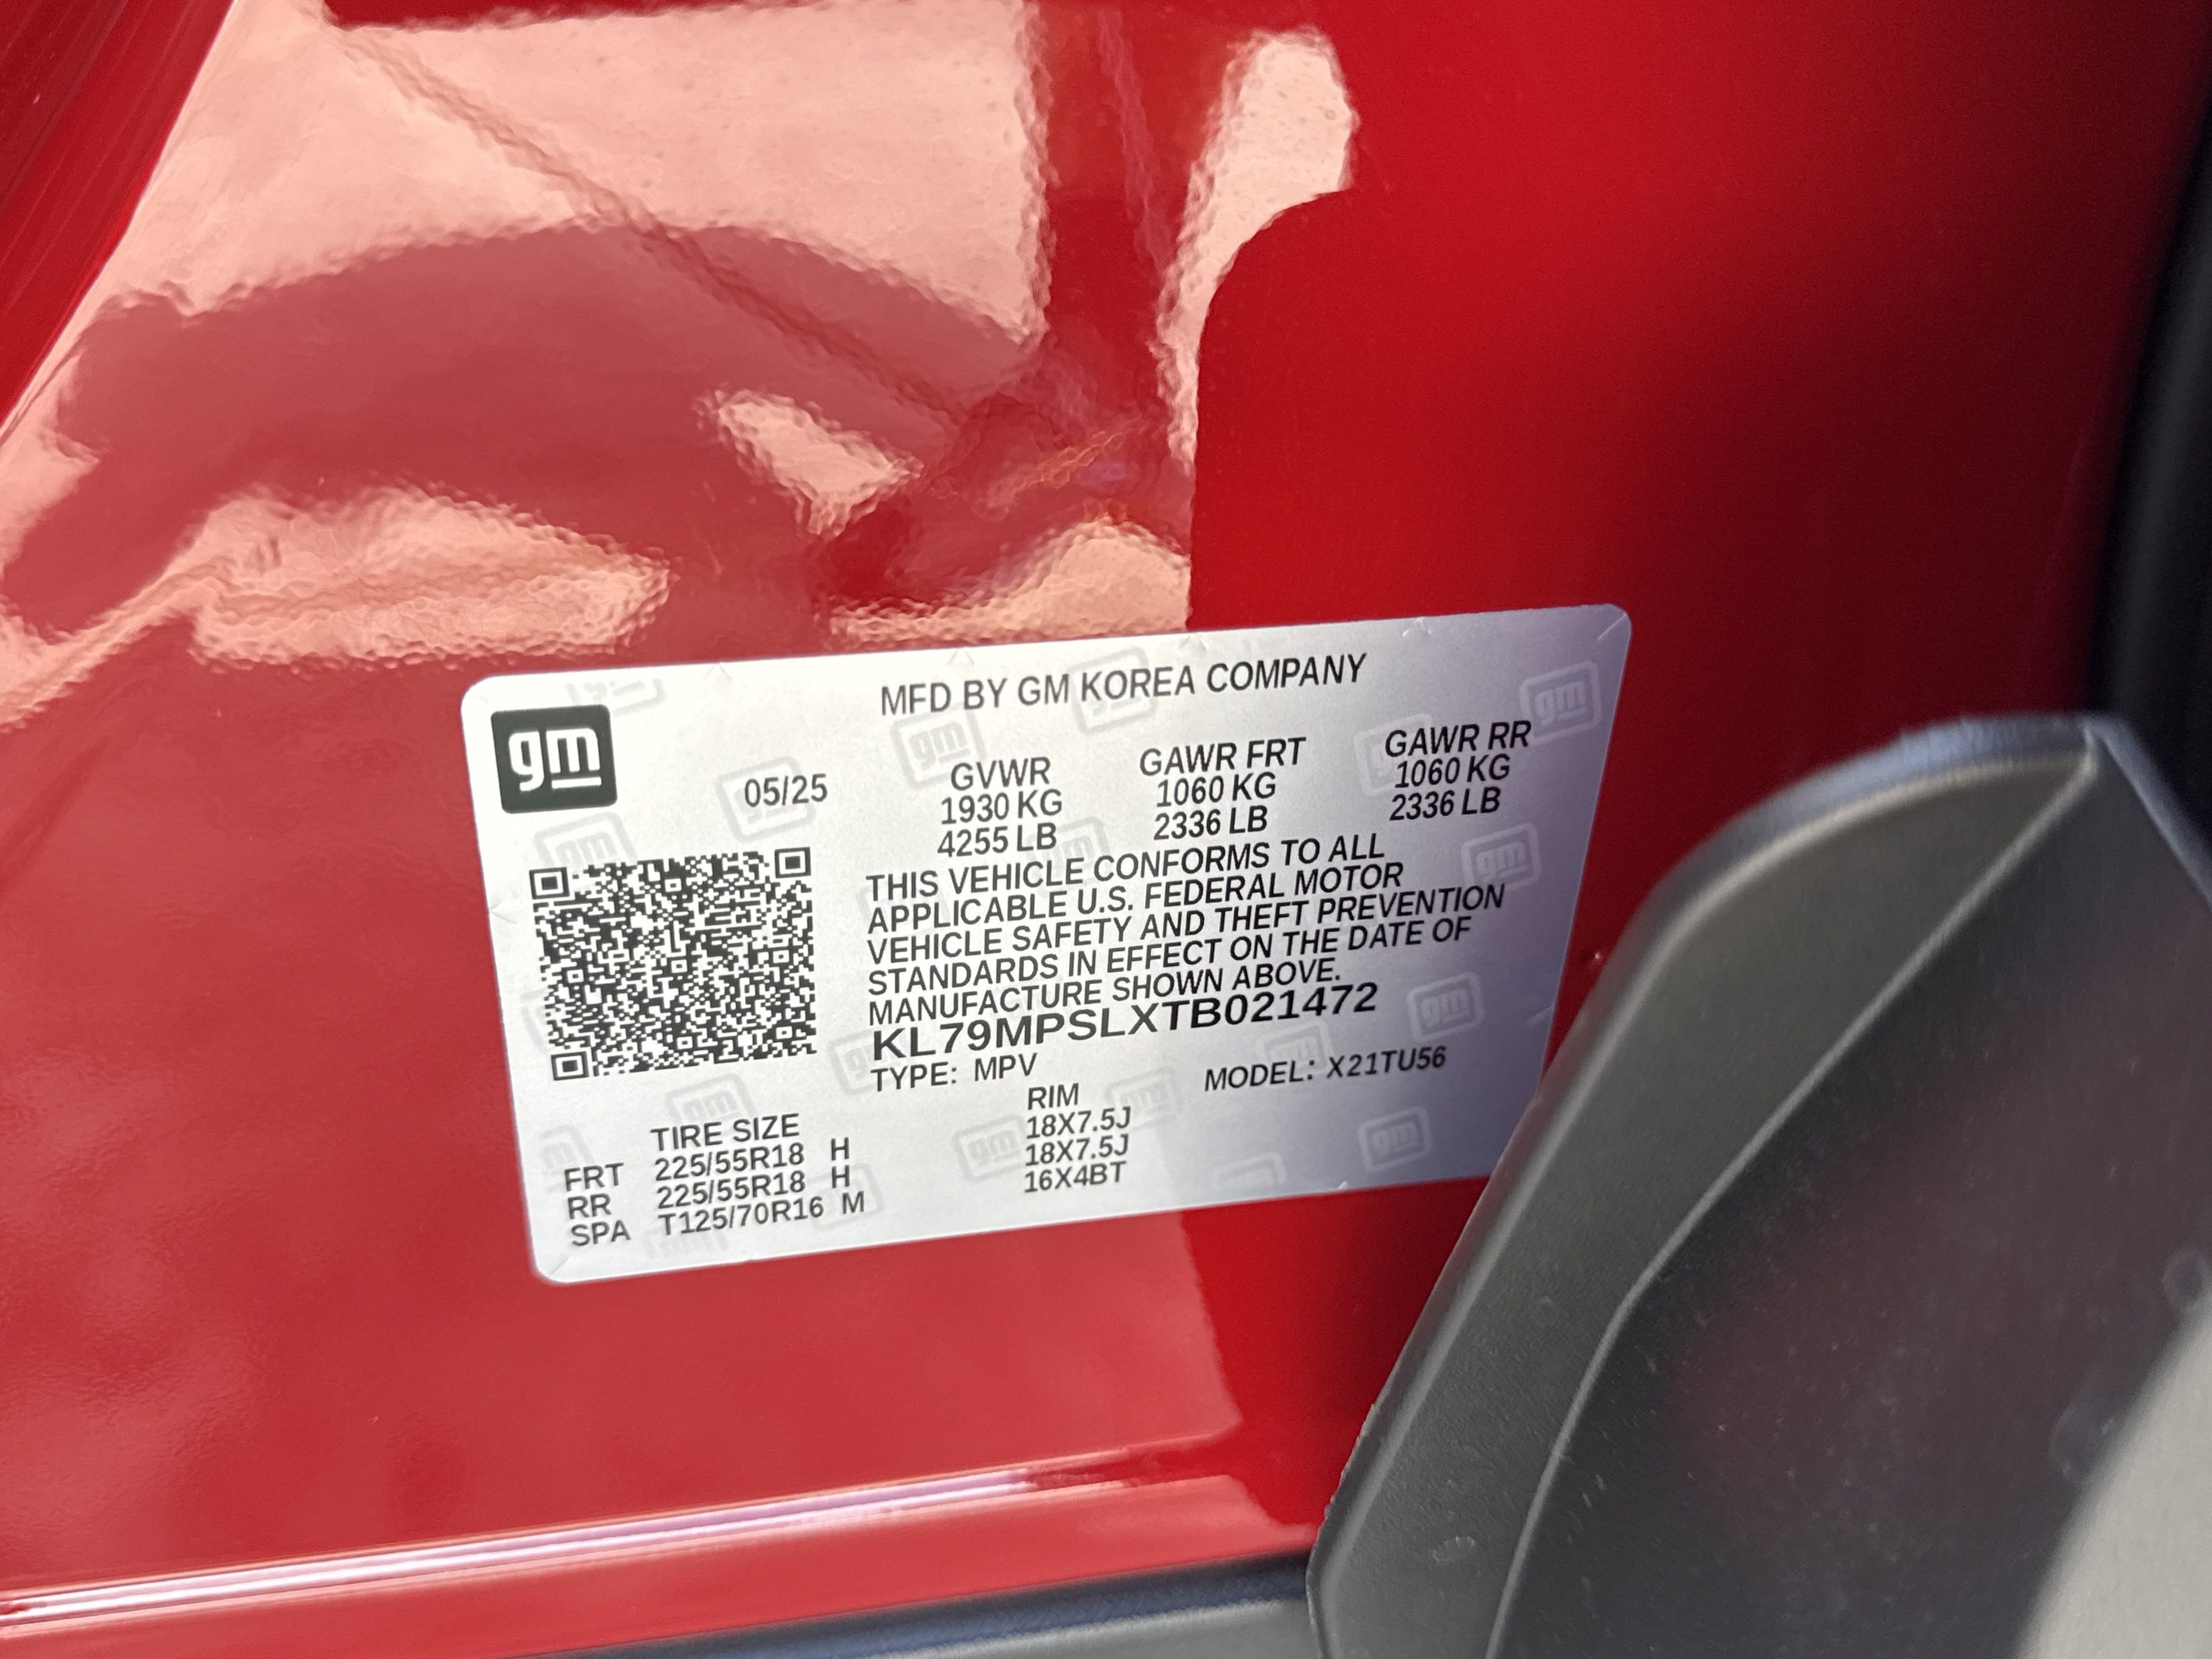 gm
MFD BY GM KOREA COMPANY
05/25
GVWR GAWR FRT GAWR RR
1930 KG 1060 KG 1060 KG
4255 LB 2336 LB 2336 LB
THIS VEHICLE CONFORMS TO ALL
APPLICABLE U.S. FEDERAL MOTOR
VEHICLE SAFETY AND THEFT PREVENTION
STANDARDS IN EFFECT ON THE DATE OF
MANUFACTURE SHOWN ABOVE.
KL79MPSLXTB021472
TYPE: MPV MODEL: X21TU56
TIRE SIZE RIM
FRT 225/55R18 H 18X7.5J
RR 225/55R18 H 18X7.5J
SPA T125/70R16 M 16X4BT